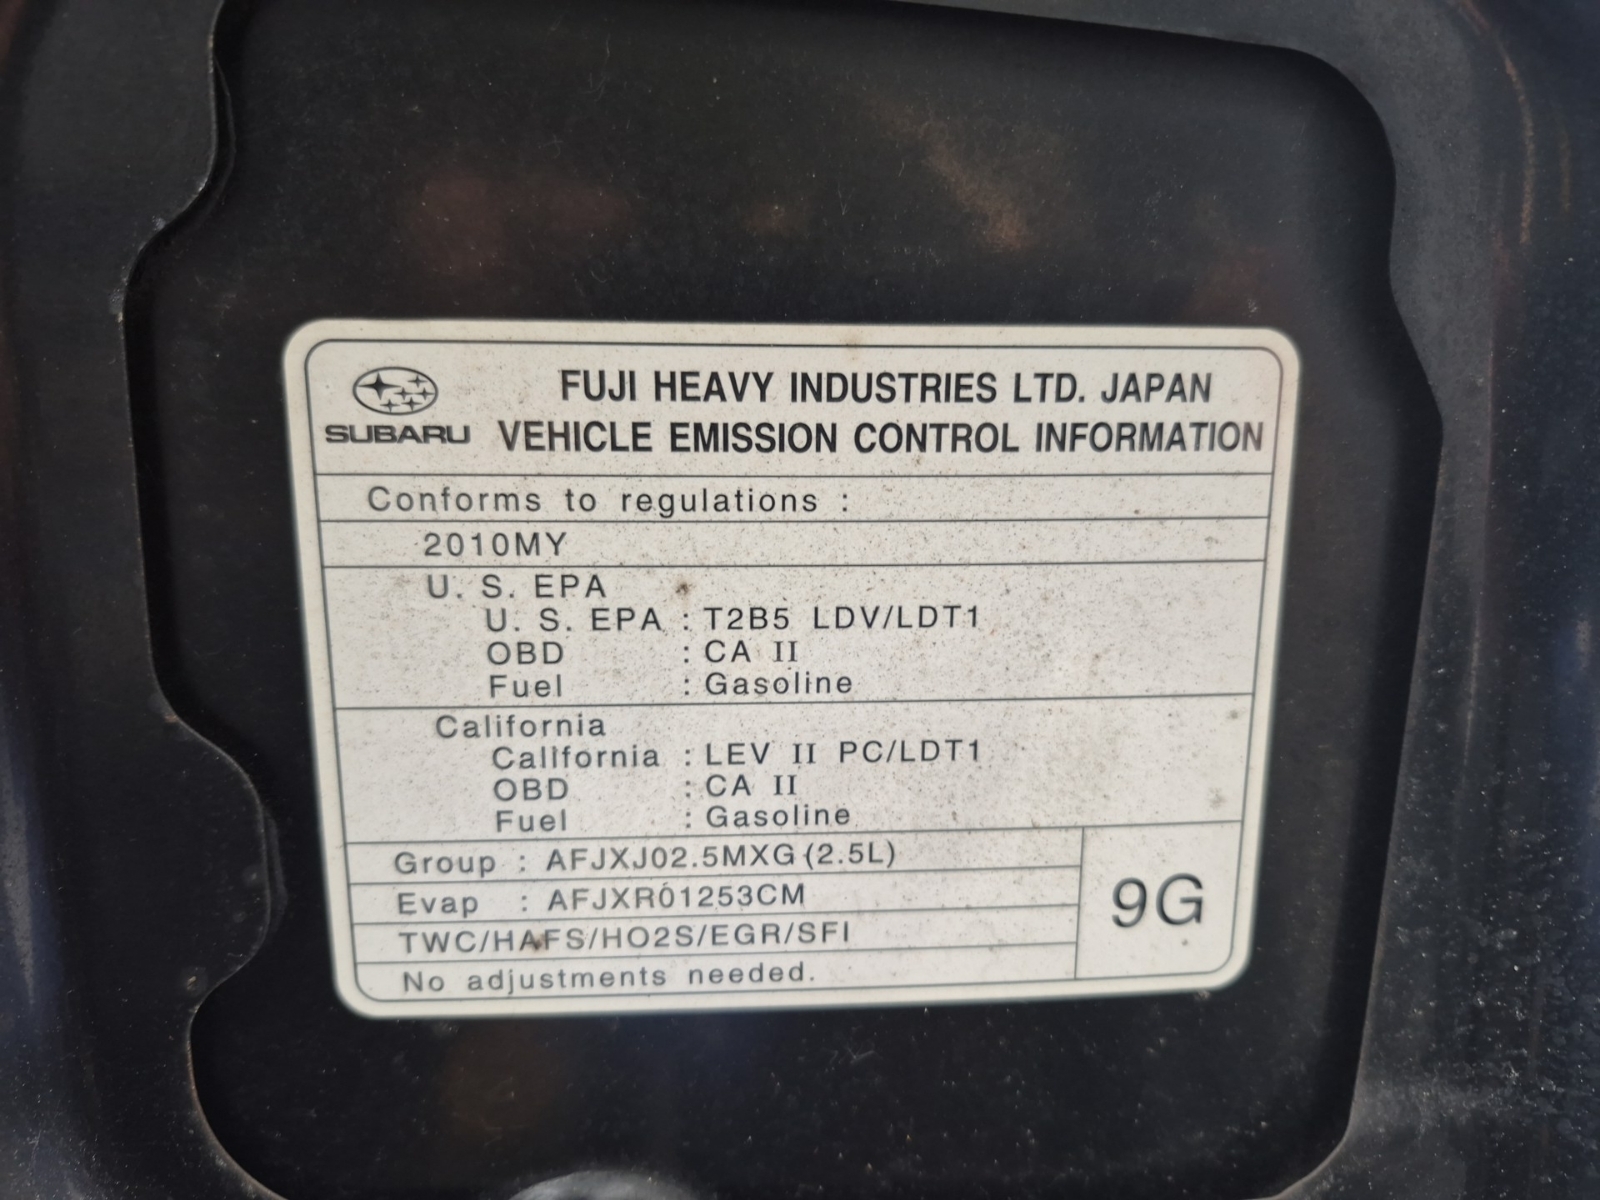 FUJI HEAVY INDUSTRIES LTD. JAPAN
SUBARU VEHICLE EMISSION CONTROL INFORMATION
Conforms to regulations :
2010MY
U. S. EPA
U. S. EPA : T2B5 LDV/LDT1
OBD : CA II
Fuel : Gasoline
California
California : LEV II PC/LDT1
OBD : CA II
Fuel : Gasoline
Group : AFJXJ02.5MXG (2.5L)
Evap : AFJXR01253CM
TWC/HAFS/HO2S/EGR/SFI
No adjustments needed.
9G